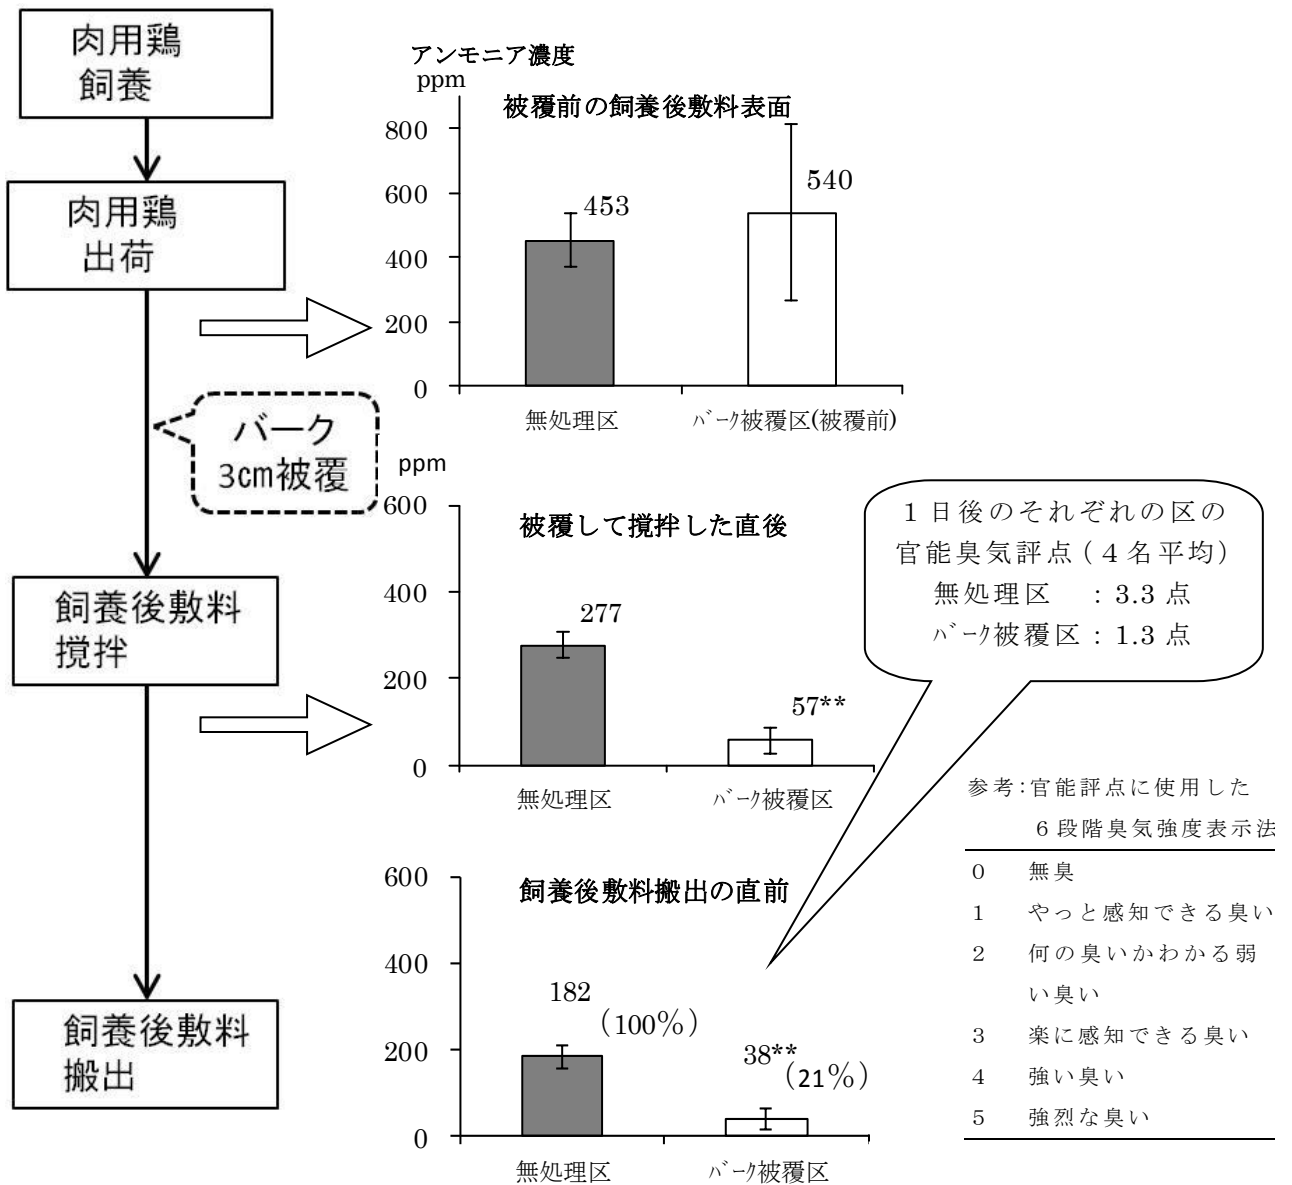 肉用鶏
飼養
肉用鶏
出荷
バーク
3㎝被覆
飼養後敷料
撹拌
飼養後敷料
搬出
アンモニア濃度
ppm
被覆前の飼養後敷料表面
800
600
400
200
0
453
540
無処理区
バーク被覆区(被覆前)
ppm
被覆して撹拌した直後
600
400
200
0
277
57**
無処理区
バーク被覆区
1日後のそれぞれの区の
官能臭気評点(4名平均)
無処理区 : 3.3 点
バーク被覆区 : 1.3 点
飼養後敷料搬出の直前
600
400
200
0
182
(100%)
38**
(21%)
無処理区
バーク被覆区
参考:官能評点に使用した
6段階臭気強度表示法
0 無臭
1 やっと感知できる臭い
2 何の臭いかわかる弱
い臭い
3 楽に感知できる臭い
4 強い臭い
5 強烈な臭い